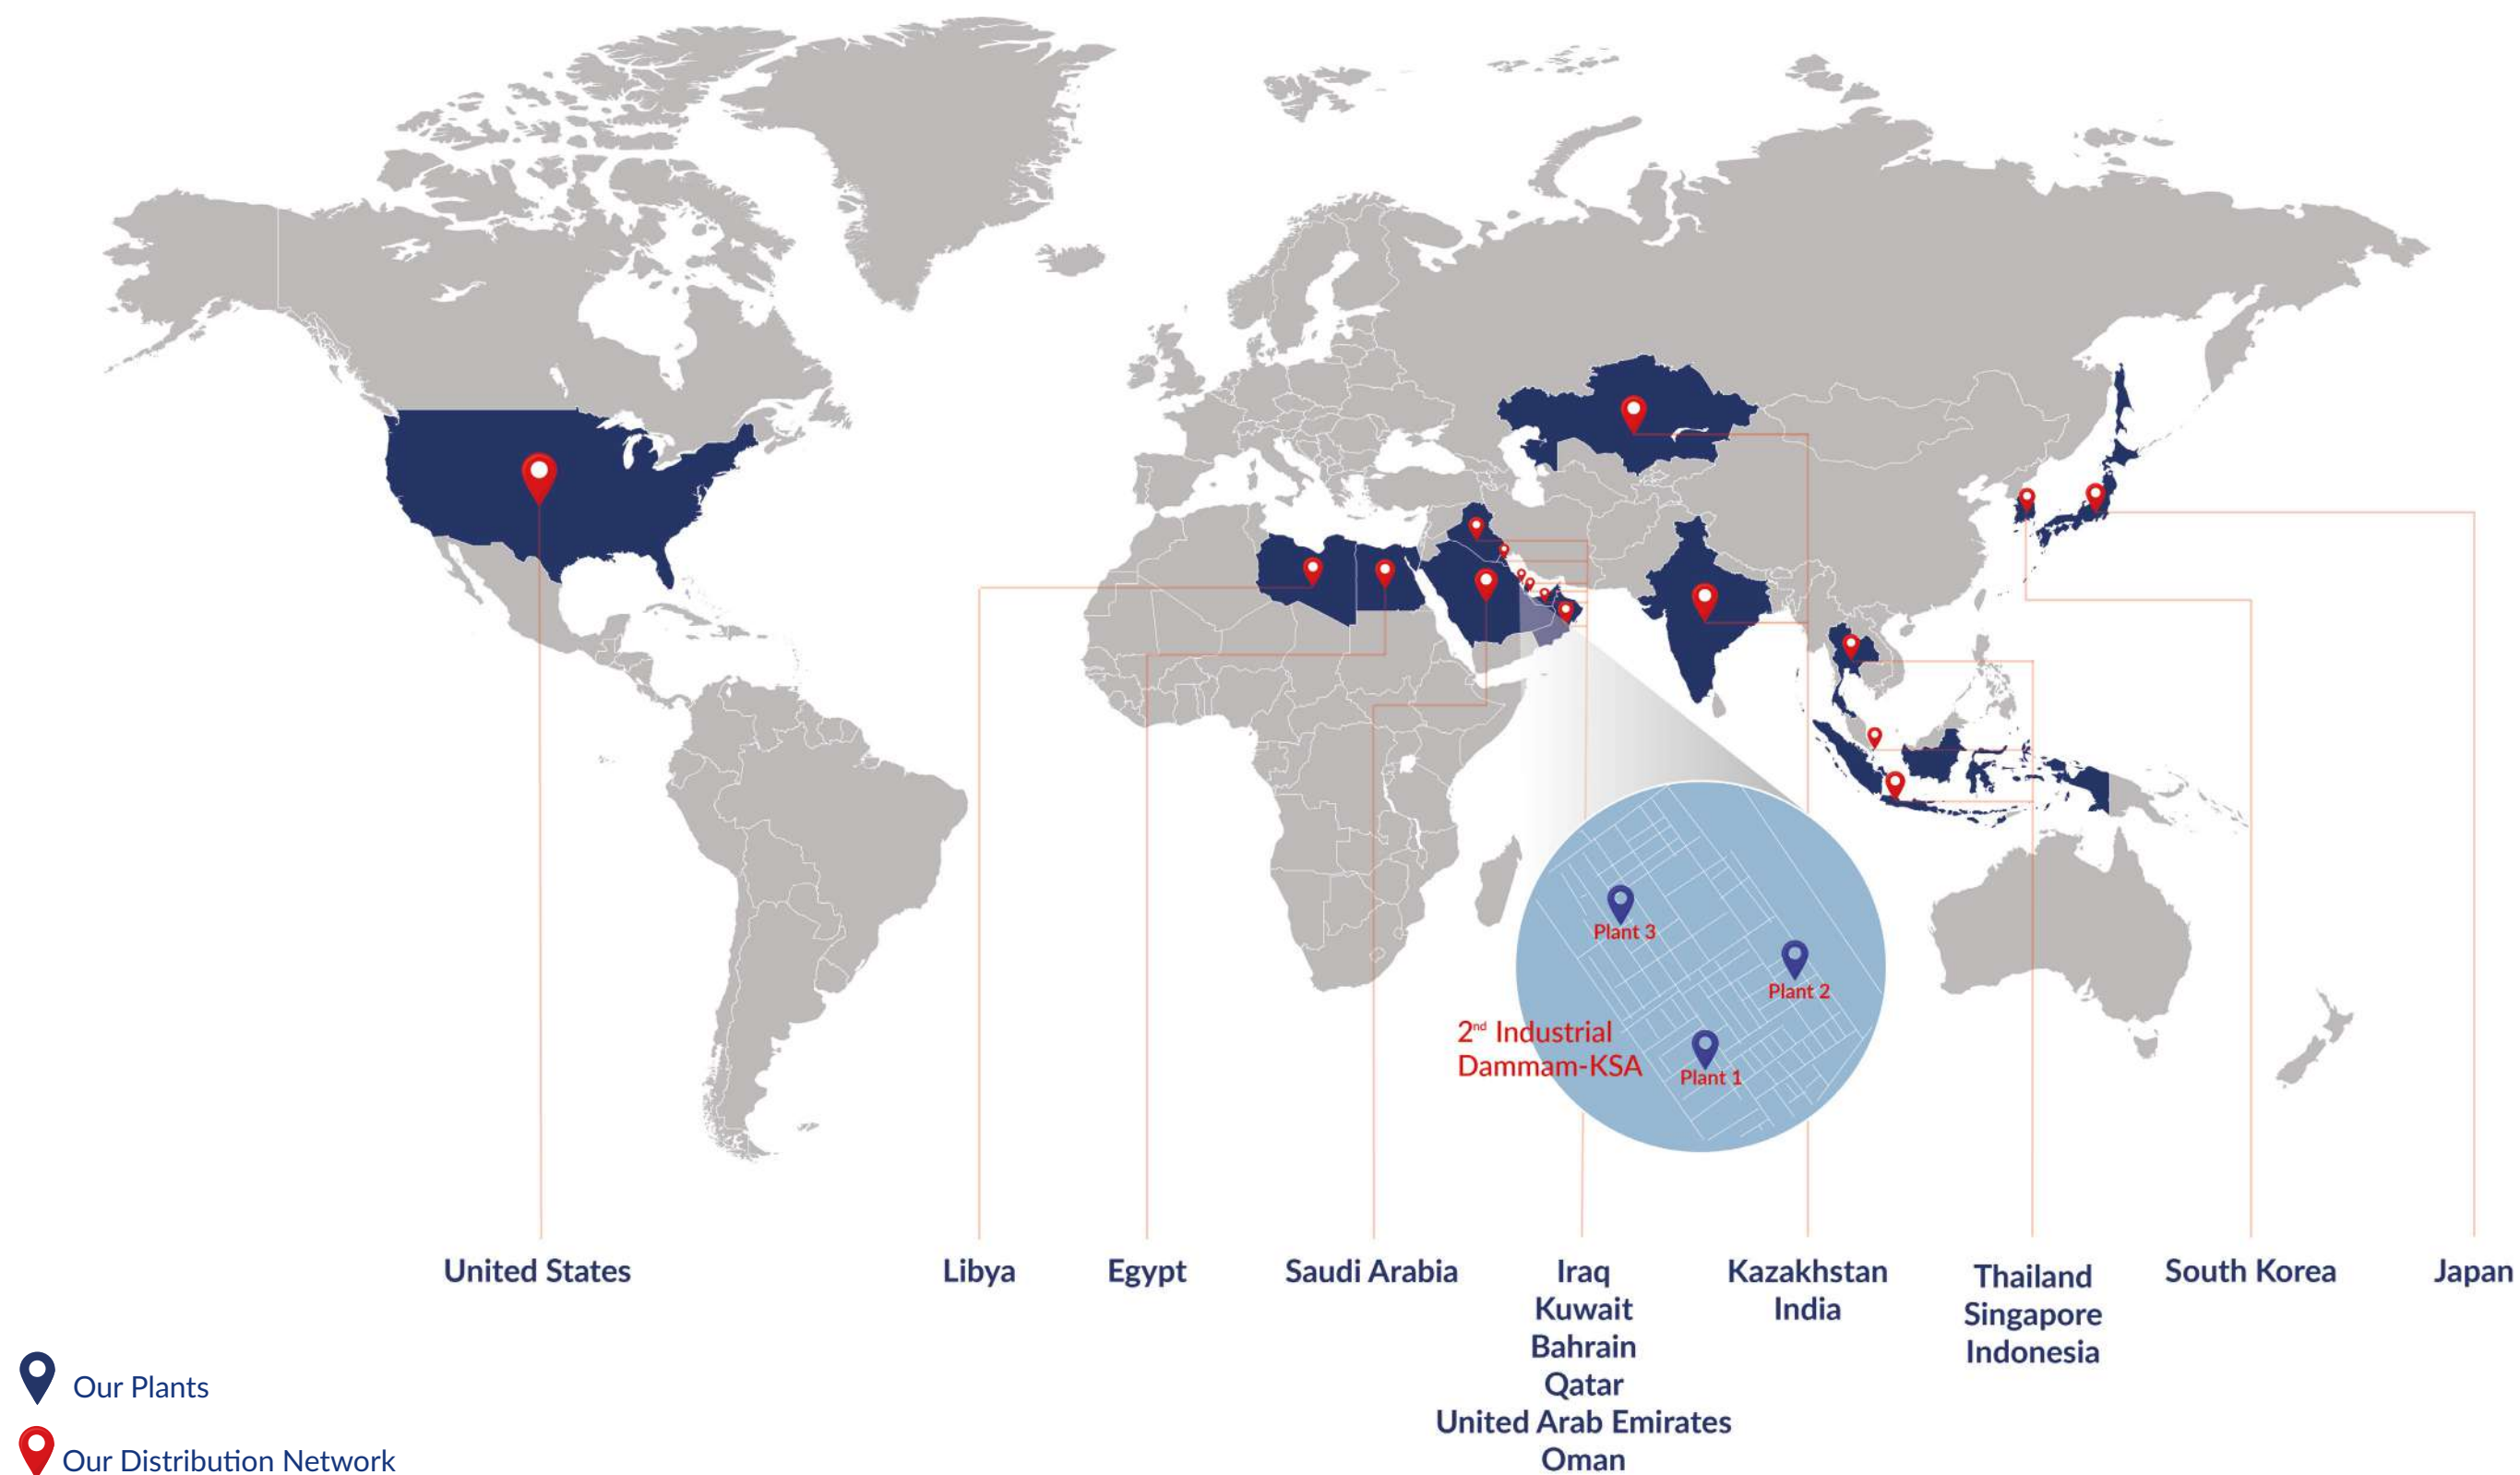 Plant 3
Plant 2
2nd Industrial
Dammam-KSA
Plant 1
United States
Libya
Egypt
Saudi Arabia
Iraq
Kuwait
Bahrain
Qatar
United Arab Emirates
Oman
Kazakhstan
India
Thailand
Singapore
Indonesia
South Korea
Japan
Our Plants
Our Distribution Network